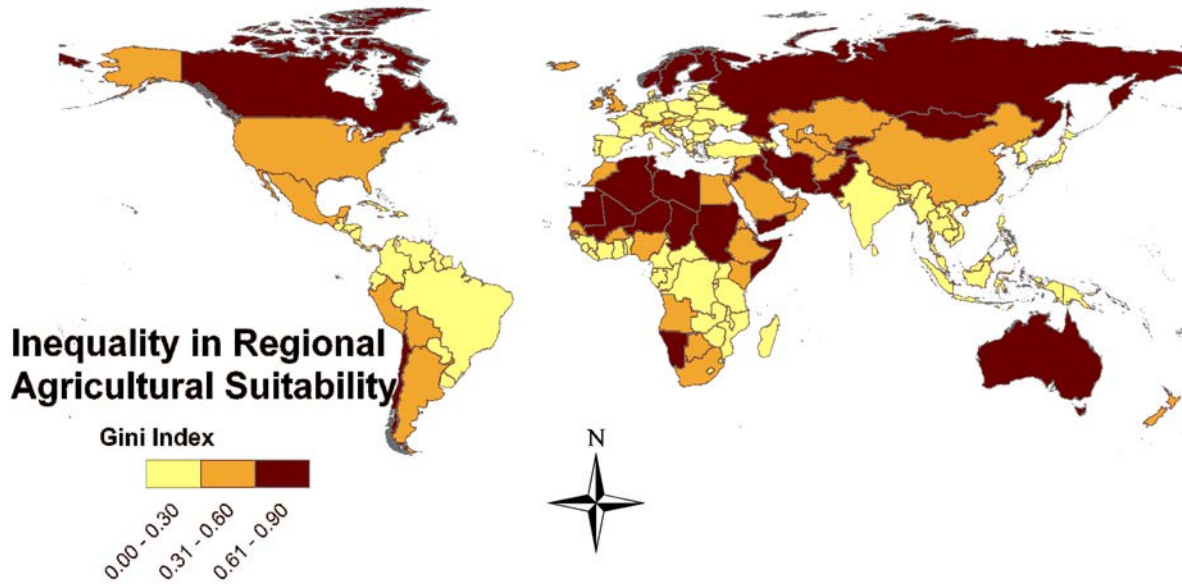 Inequality in Regional
Agricultural Suitability
Gini Index
0.00 - 0.30
0.31 - 0.60
0.61 - 0.90
N